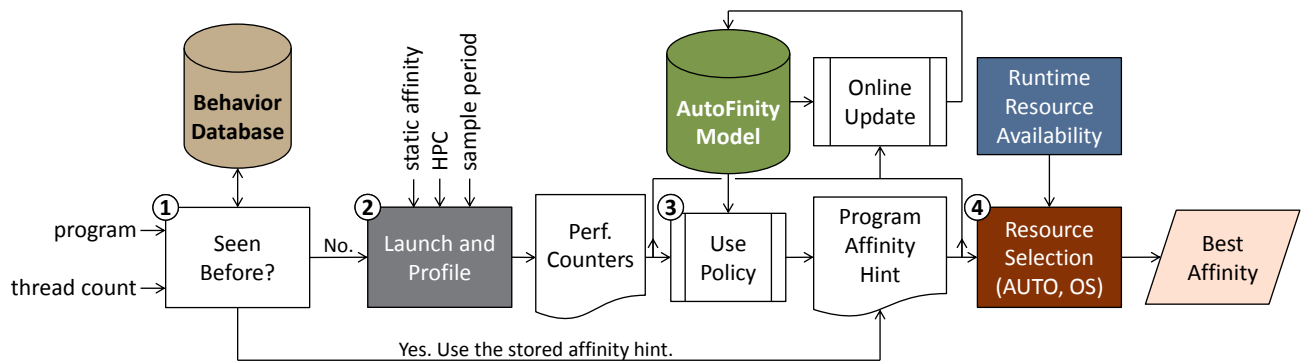 Behavior
Database
static affinity
HPC
sample period
AutoFinity
Model
Online
Update
Runtime
Resource
Availability
1
2
3
4
program
thread count
Seen
Before?
No.
Launch and
Profile
Perf.
Counters
Use
Policy
Program
Affinity
Hint
Resource
Selection
(AUTO, OS)
Best
Affinity
Yes. Use the stored affinity hint.